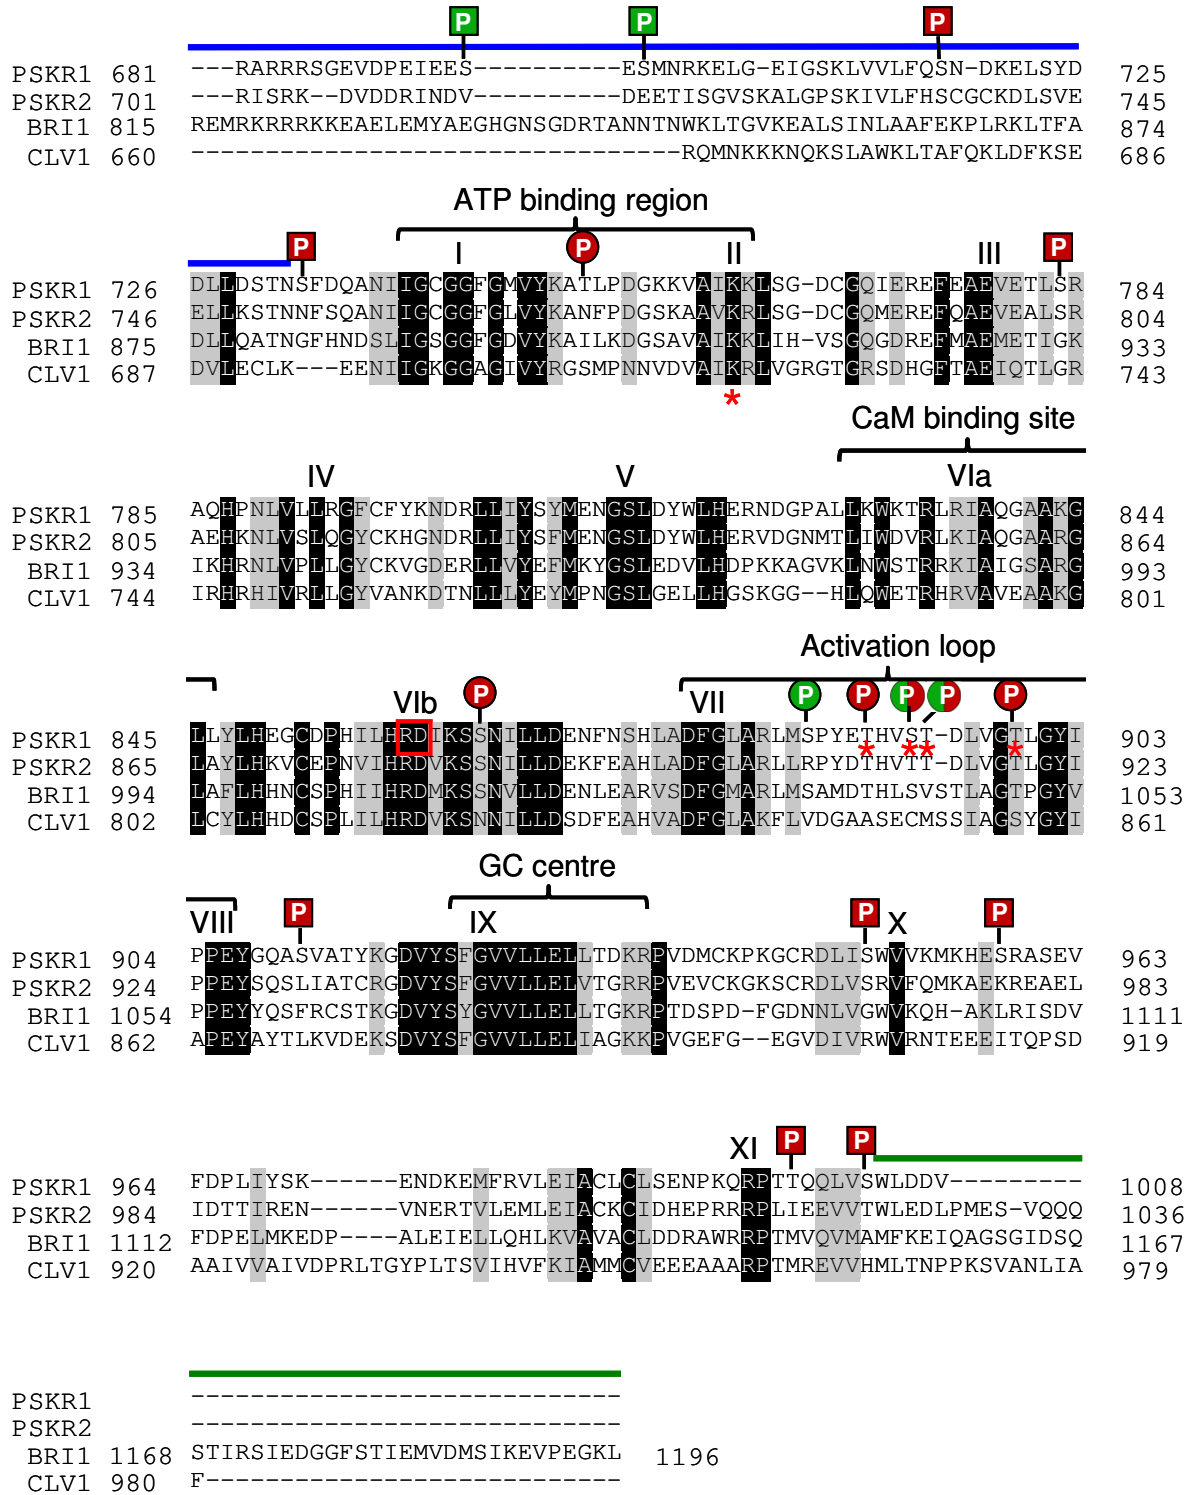 P P P
PSKR1 681 ---RARRRSGEVDPEIEES----------ESMNRKELG-EIGSKLVVLFQSN-DKELSYD 725
PSKR2 701 ---RISRK--DVDDRINDV----------DEETISGVSKALGPSKIVLFHSCGCKDLSVE 745
BRI1 815 REMRKRRRKKEAELEMYAEGHGNSGDRTANNTNWKLTGVKEALSINLAAFEKPLRKLTFA 874
CLV1 660 ---------------------------------RQMNKKKNQKSLAWKLTAFQKLDFKSE 686
ATP binding region
P I P II III P
PSKR1 726 DLLDSTNSFDQANIIGCGGFGMVYKATLPDGKKVAIKKLSG-DCGQIEREFEAEVETLSR 784
PSKR2 746 ELLKSTNNFSQANIIGCGGFGLVYKANFPDGSKAAVKRLSG-DCGQMEREFQAEVEALSR 804
BRI1 875 DLLQATNGFHNDSLIGSGGFGDVYKAILKDGSAVAIKKLIH-VSGQGDREFMAEMETIGK 933
CLV1 687 DVLECLK---EENIIGKGGAGIVYRGSMPNNVDVAIKRLVGRGTGRSDHGFTAEIQTLGR 743
*
CaM binding site
IV V VIa
PSKR1 785 AQHPNLVLLRGFCFYKNDRLLIYSYMENGSLDYWLHERNDGPALLKWKTRLRIAQGAAKG 844
PSKR2 805 AEHKNLVSLQGYCKHGNDRLLIYSFMENGSLDYWLHERVDGNMTLIWDVRLKIAQGAARG 864
BRI1 934 IKHRNLVPLLGYCKVGDERLLVYEFMKYGSLEDVLHDPKKAGVKLNWSTRRKIAIGSARG 993
CLV1 744 IRHRHIVRLLGYVANKDTNLLLYEYMPNGSLGELLHGSKGG--HLQWETRHRVAVEAAKG 801
Activation loop
VIb P VII P P P P P
PSKR1 845 LLYLHEGCDPHILHRDIKSSNILLDENFNSHLADFGLARLMSPYETHVST-DLVGTLGYI 903
* * * *
PSKR2 865 LAYLHKVCEPNVIHRDVKSSNILLDEKFEAHLADFGLARLLRPYDTHVTT-DLVGTLGYI 923
BRI1 994 LAFLHHNCSPHIIHRDMKSSNVLLDENLEARVSDFGMARLMSAMDTHLSVSTLAGTPGYV 1053
CLV1 802 LCYLHHDCSPLILHRDVKSNNILLDSDFEAHVADFGLAKFLVDGAASECMSSIAGSYGYI 861
GC centre
VIII P IX P X P
PSKR1 904 PPEYGQASVATYKGDVYSFGVVLLELLTDKRPVDMCKPKGCRDLISWVVKMKHESRASEV 963
PSKR2 924 PPEYSQSLIATCRGDVYSFGVVLLELVTGRRPVEVCKGKSCRDLVSRVFQMKAEKREAEL 983
BRI1 1054 PPEYYQSFRCSTKGDVYSYGVVLLELLTGKRPTDSPD-FGDNNLVGWVKQH-AKLRISDV 1111
CLV1 862 APEYAYTLKVDEKSDVYSFGVVLLELIAGKKPVGEFG--EGVDIVRWVRNTEEEITQPSD 919
XI P P
PSKR1 964 FDPLIYSK------ENDKEMFRVLEIACLCLSENPKQRPTTQQLVSWLDDV--------- 1008
PSKR2 984 IDTTIREN------VNERTVLEMLEIACKCIDHEPRRRPLIEEVVTWLEDLPMES-VQQQ 1036
BRI1 1112 FDPELMKEDP----ALEIELLQHLKVAVACLDDRAWRRPTMVQVMAMFKEIQAGSGIDSQ 1167
CLV1 920 AAIVVAIVDPRLTGYPLTSVIHVFKIAMMCVEEEAAARPTMREVVHMLTNPPKSVANLIA 979
PSKR1 -----------------------------
PSKR2 -----------------------------
BRI1 1168 STIRSIEDGGFSTIEMVDMSIKEVPEGKL 1196
CLV1 980 F----------------------------